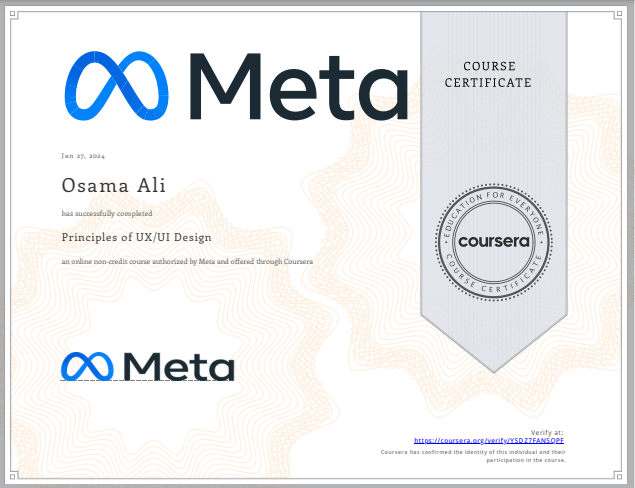 Meta
COURSE
CERTIFICATE
Jan 27, 2024
Osama Ali
has successfully completed
Principles of UX/UI Design
an online non-credit course authorized by Meta and offered through Coursera
EDUCATION FOR EVERYONE
coursera
COURSE CERTIFICATE
Meta
Verify at:
https://coursera.org/verify/YSDZ7FANSQPF
Coursera has confirmed the identity of this individual and their
participation in the course.